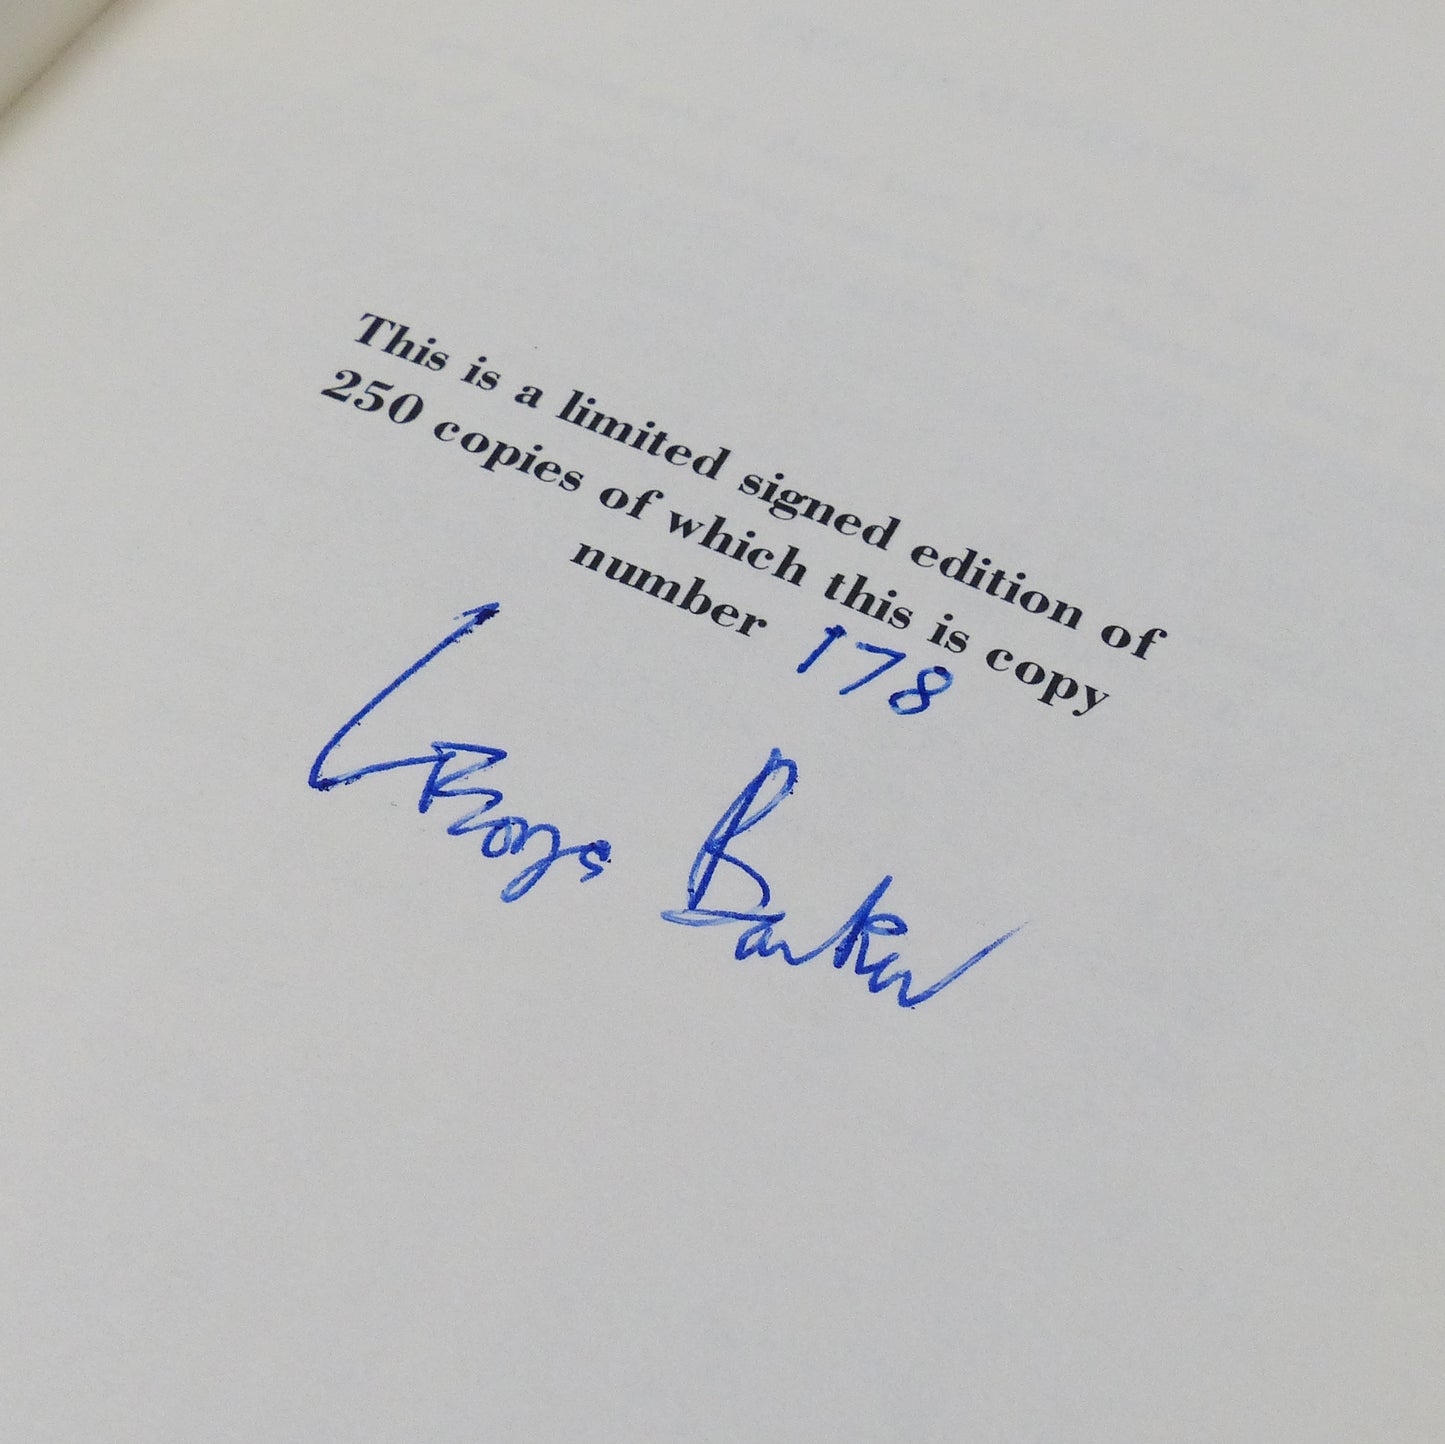 This is a limited signed edition of
250 copies of which this is copy
number 178
George Barker